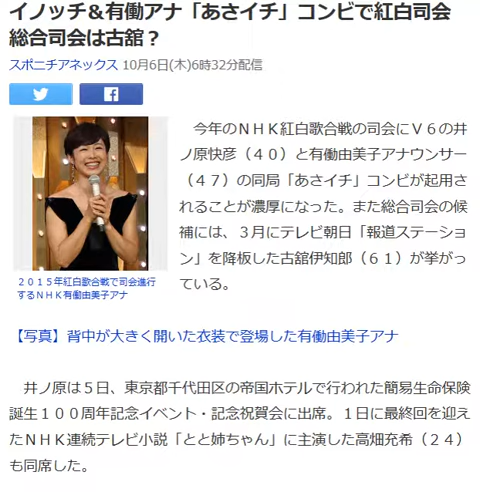 イノッチ＆有働アナ「あさイチ」コンビで紅白司会
総合司会は古舘？
スポニチアネックス 10月6日(木)6時32分配信
今年のＮＨＫ紅白歌合戦の司会にＶ６の井
ノ原快彦（４０）と有働由美子アナウンサー
（４７）の同局「あさイチ」コンビが起用さ
れることが濃厚になった。また総合司会の候
補には、３月にテレビ朝日「報道ステーショ
ン」を降板した古舘伊知郎（６１）が挙がっ
ている。
２０１５年紅白歌合戦で司会進行
するＮＨＫ有働由美子アナ
【写真】背中が大きく開いた衣装で登場した有働由美子アナ
井ノ原は５日、東京都千代田区の帝国ホテルで行われた簡易生命保険
誕生１００周年記念イベント・記念祝賀会に出席。１日に最終回を迎え
たＮＨＫ連続テレビ小説「とと姉ちゃん」に主演した高畑充希（２４）
も同席した。